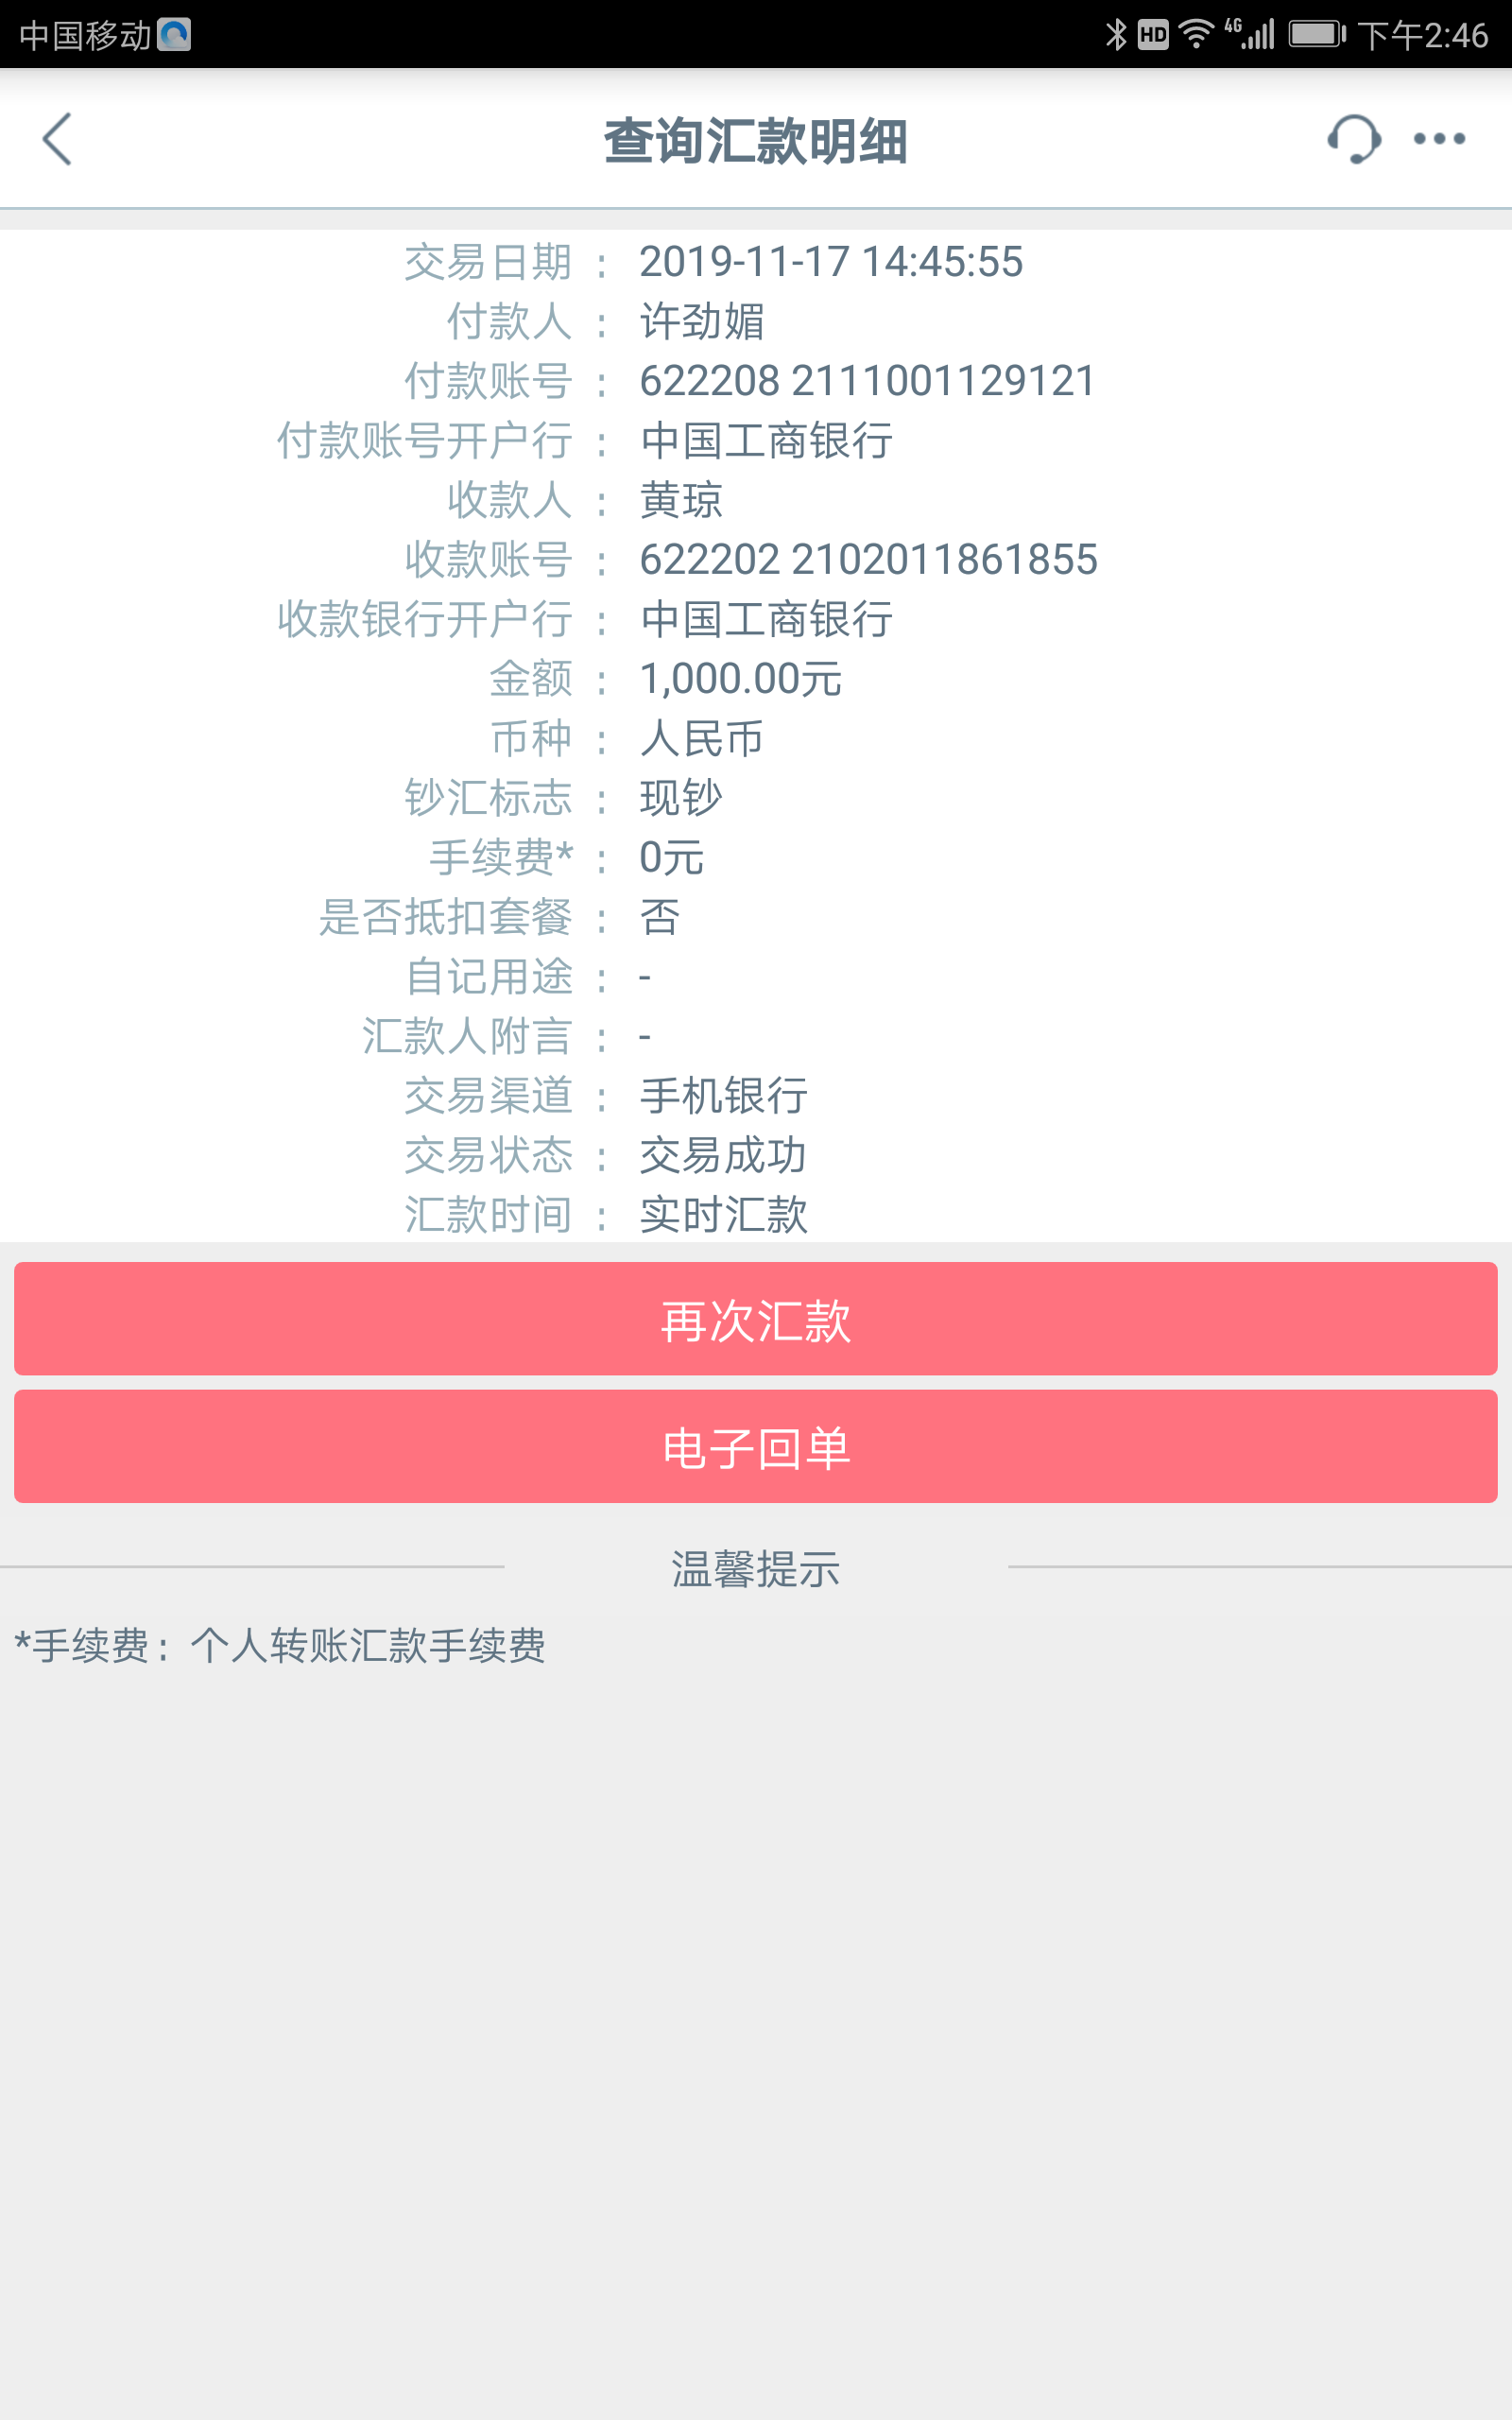 中国移动 HD 4G 下午2:46
查询汇款明细
交易日期 : 2019-11-17 14:45:55
付款人 : 许劲媚
付款账号 : 622208 2111001129121
付款账号开户行 : 中国工商银行
收款人 : 黄琼
收款账号 : 622202 2102011861855
收款银行开户行 : 中国工商银行
金额 : 1,000.00元
币种 : 人民币
钞汇标志 : 现钞
手续费* : 0元
是否抵扣套餐 : 否
自记用途 : -
汇款人附言 : -
交易渠道 : 手机银行
交易状态 : 交易成功
汇款时间 : 实时汇款
再次汇款
电子回单
温馨提示
*手续费：个人转账汇款手续费